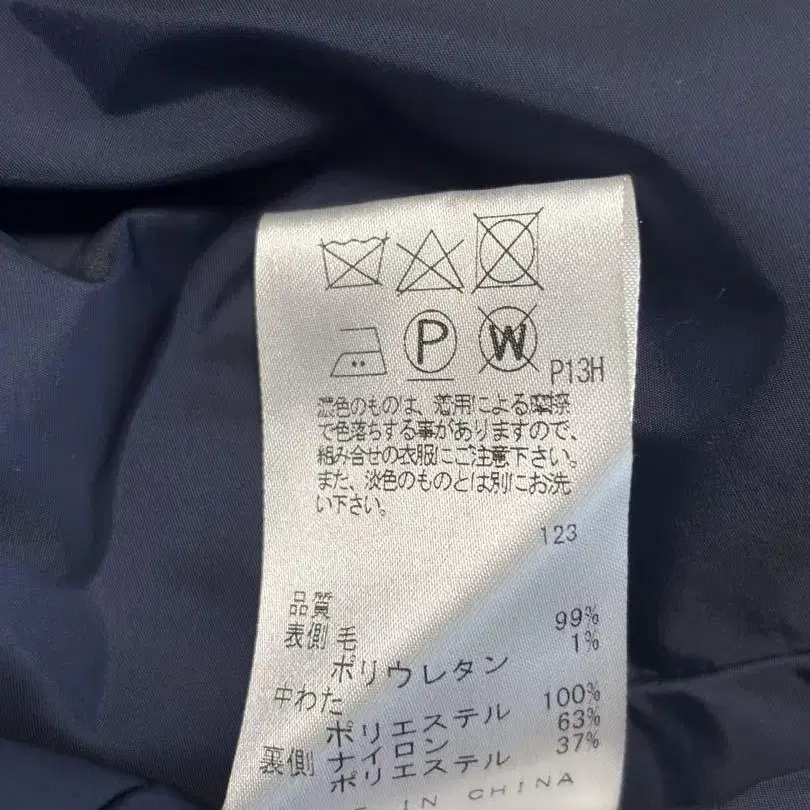 P W P13H
濃色のものは、着用による摩擦
で色落ちする事がありますので、
組み合せの衣服にご注意下さい。
また、淡色のものとは別にお洗
い下さい。
123
品質
表側 毛 99%
ポリウレタン 1%
中わた
ポリエステル 100%
裏側 ナイロン 63%
ポリエステル 37%
IN CHINA